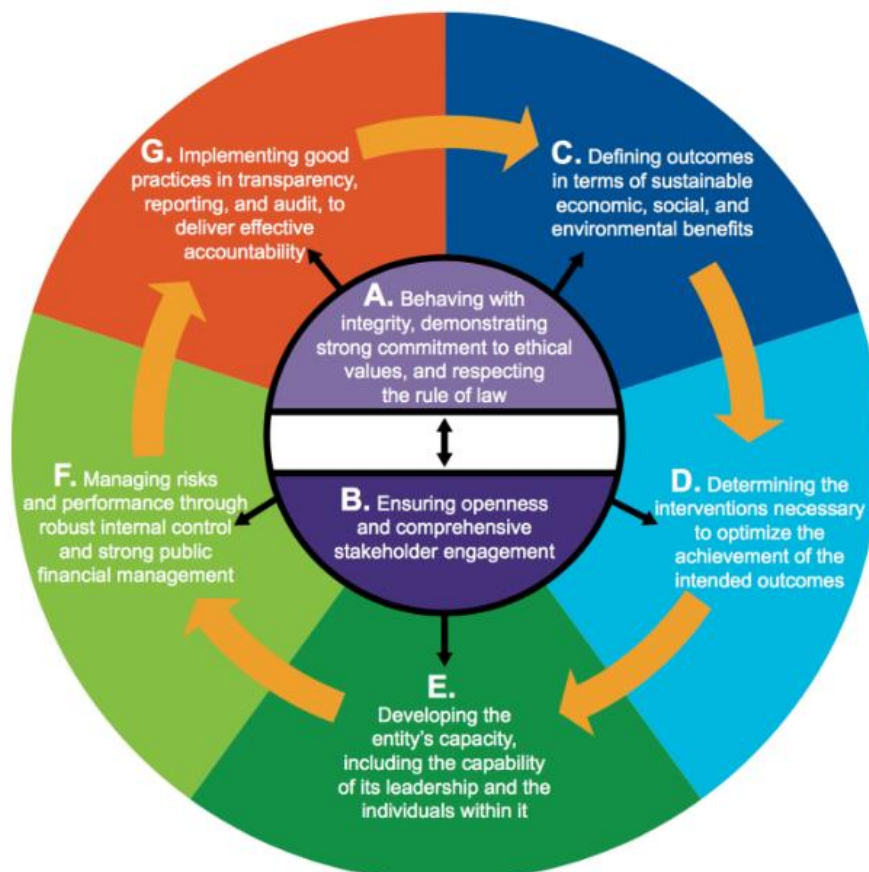 G. Implementing good
practices in transparency,
reporting, and audit, to
deliver effective
accountability
C. Defining outcomes
in terms of sustainable
economic, social, and
environmental benefits
A. Behaving with
integrity, demonstrating
strong commitment to ethical
values, and respecting
the rule of law
F. Managing risks
and performance through
robust internal control
and strong public
financial management
B. Ensuring openness
and comprehensive
stakeholder engagement
D. Determining the
interventions necessary
to optimize the
achievement of the
intended outcomes
E.
Developing the
entity's capacity,
including the capability
of its leadership and the
individuals within it